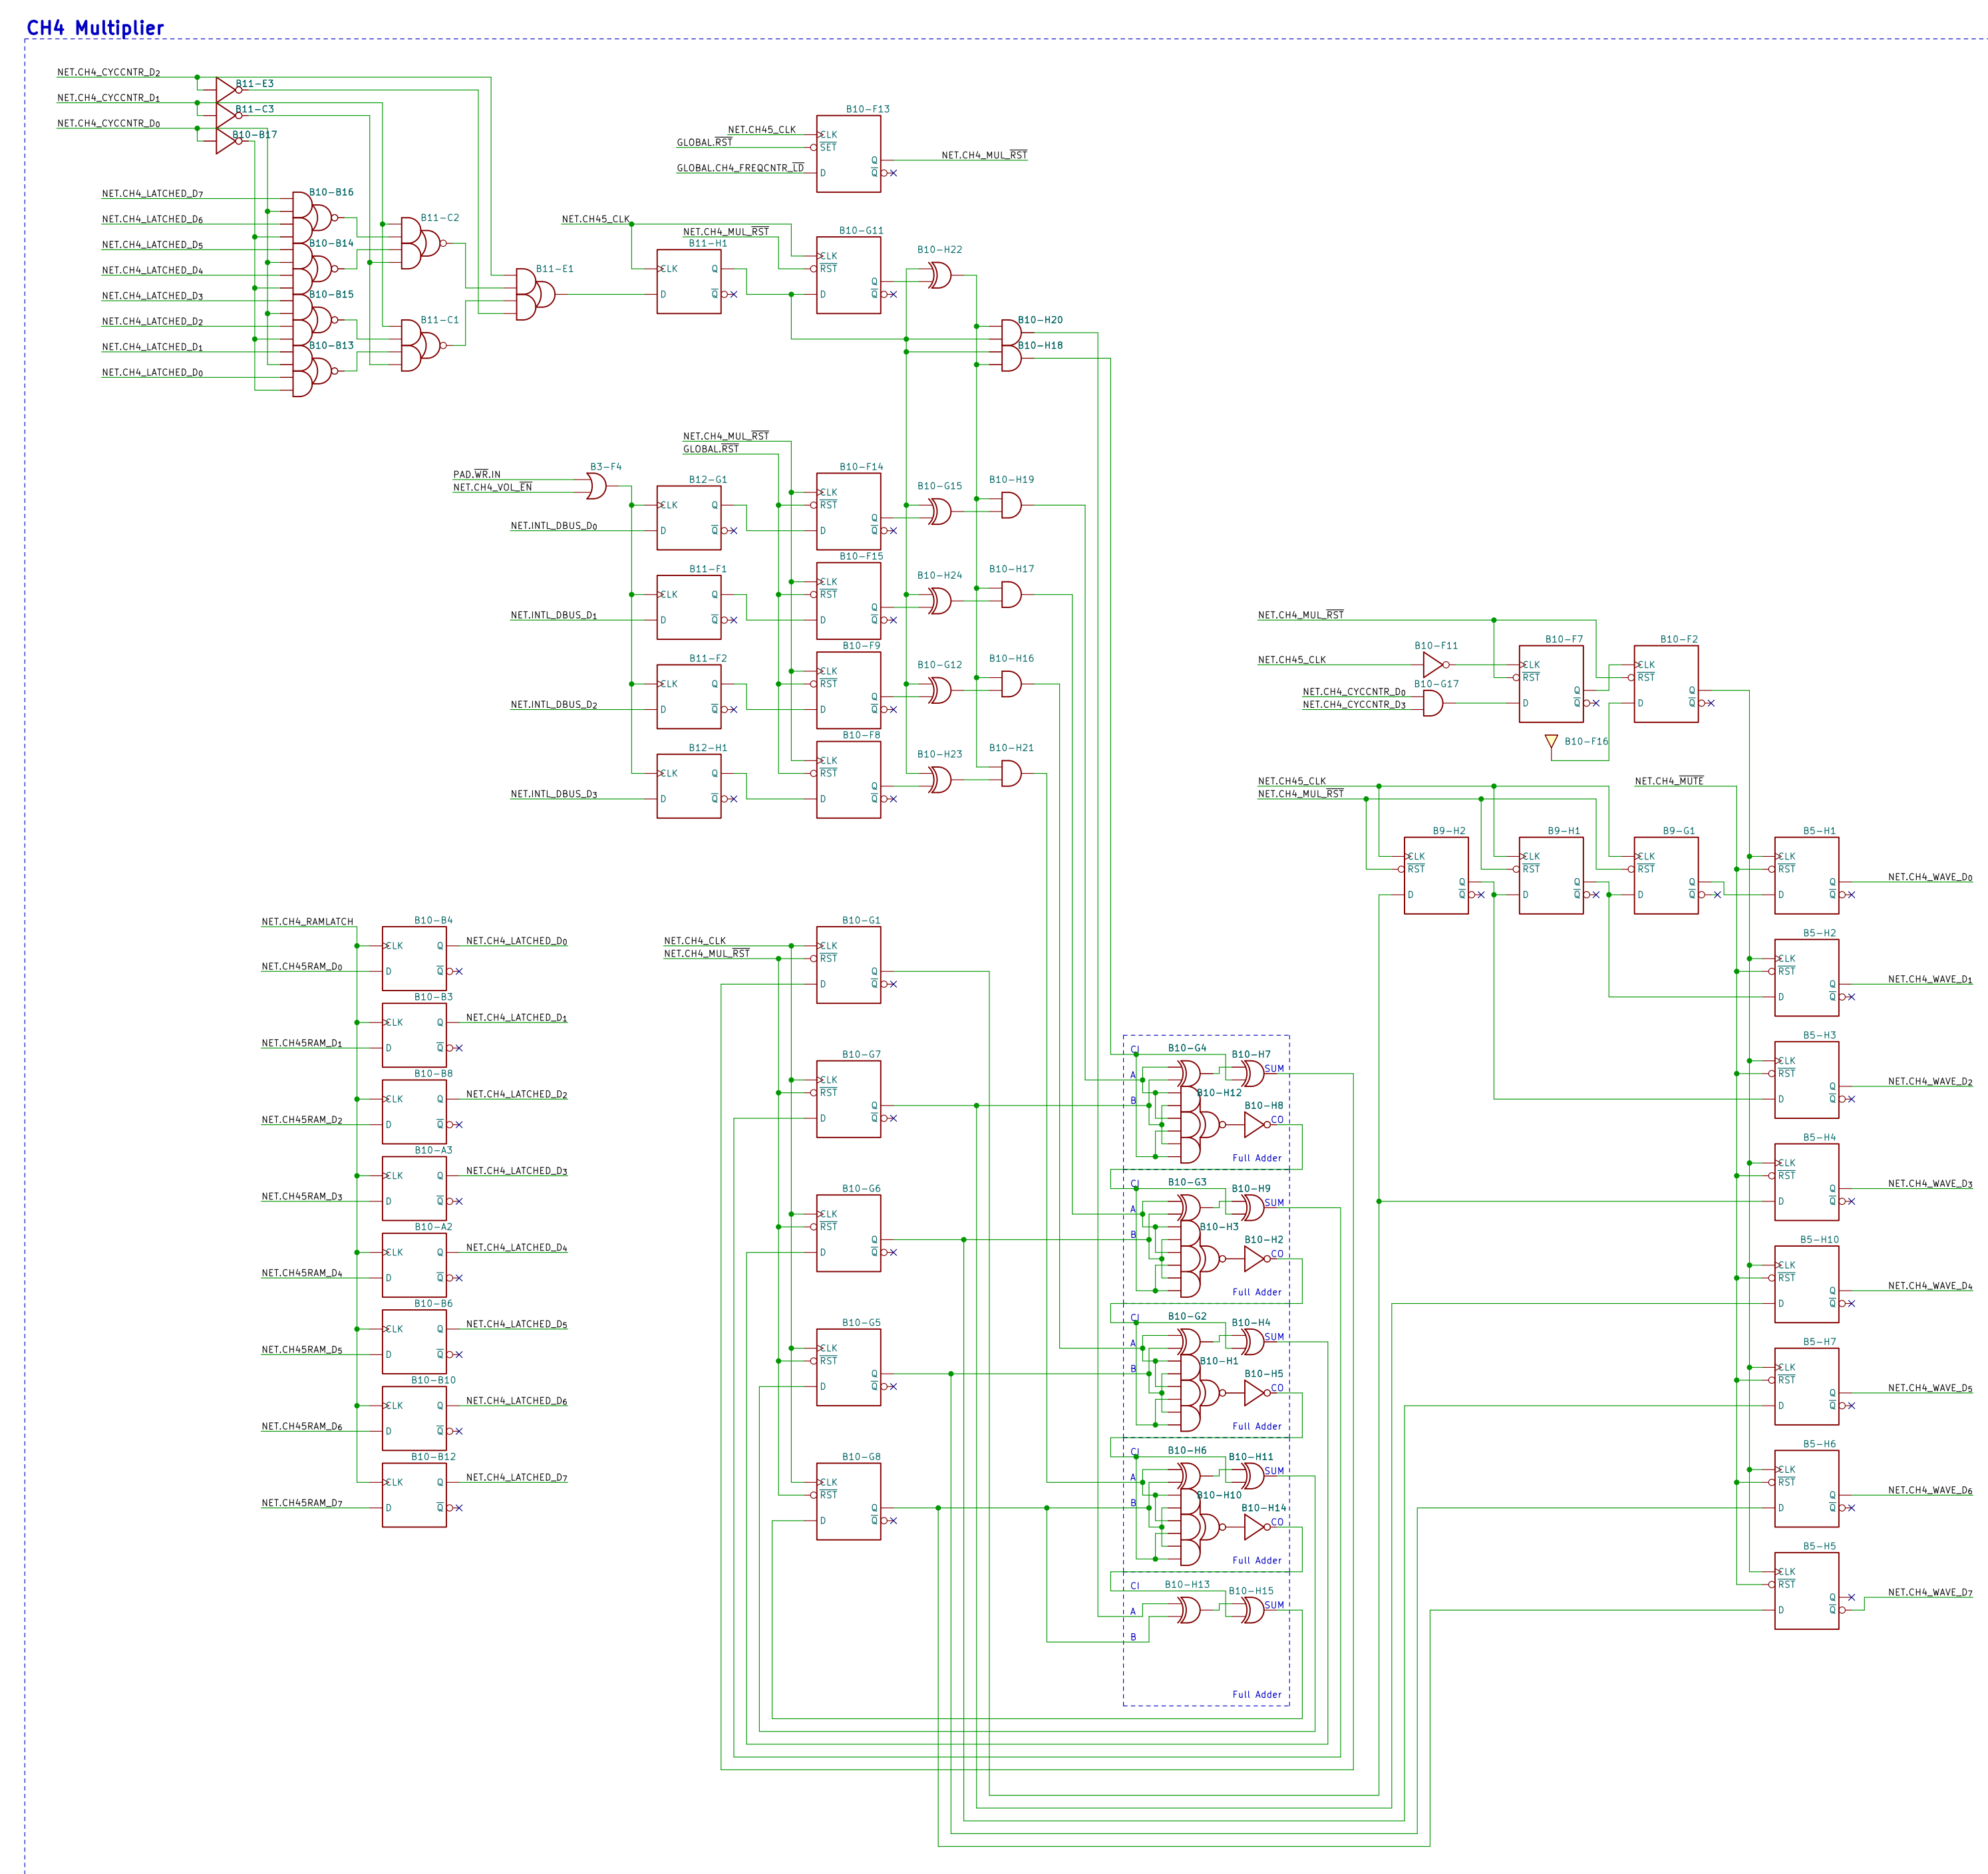 CH4 Multiplier
NET.CH4_CYCCNTR_D2
B11-E3
NET.CH4_CYCCNTR_D1
B11-C3
NET.CH4_CYCCNTR_D0
B10-B17
NET.CH4_LATCHED_D7
B10-B16
NET.CH4_LATCHED_D6
B11-C2
NET.CH4_LATCHED_D5
B10-B14
NET.CH4_LATCHED_D4
B11-E1
NET.CH4_LATCHED_D3
B10-B15
NET.CH4_LATCHED_D2
B11-C1
NET.CH4_LATCHED_D1
B10-B13
NET.CH4_LATCHED_D0
B10-F13
NET.CH45_CLK
CLK
GLOBAL.RST
SET
Q
NET.CH4_MUL_RST
GLOBAL.CH4_FREQCNTR_LD
D
Q
NET.CH45_CLK
NET.CH4_MUL_RST
B11-H1
CLK Q
D Q
B10-G11
CLK
RST
Q
D Q
B10-H22
B10-H20
B10-H18
NET.CH4_MUL_RST
GLOBAL.RST
PAD.WR.IN
NET.CH4_VOL_EN
B3-F4
B12-G1
CLK Q
NET.INTL_DBUS_D0
D Q
B10-F14
CLK
RST
Q
D Q
B10-G15
B10-H19
B11-F1
CLK Q
NET.INTL_DBUS_D1
D Q
B10-F15
CLK
RST
Q
D Q
B10-H24
B10-H17
B11-F2
CLK Q
NET.INTL_DBUS_D2
D Q
B10-F9
CLK
RST
Q
D Q
B10-G12
B10-H16
B12-H1
CLK Q
NET.INTL_DBUS_D3
D Q
B10-F8
CLK
RST
Q
D Q
B10-H23
B10-H21
NET.CH4_MUL_RST
NET.CH45_CLK
B10-F11
NET.CH4_CYCCNTR_D0
NET.CH4_CYCCNTR_D3
B10-G17
B10-F7
CLK
RST
Q
D Q
B10-F2
CLK
RST
Q
D Q
B10-F16
NET.CH45_CLK
NET.CH4_MUL_RST
NET.CH4_MUTE
B9-H2
CLK
RST
Q
D Q
B9-H1
CLK
RST
Q
D Q
B9-G1
CLK
RST
Q
D Q
B5-H1
CLK
RST
Q
D Q
NET.CH4_WAVE_D0
B5-H2
CLK
RST
Q
D Q
NET.CH4_WAVE_D1
B5-H3
CLK
RST
Q
D Q
NET.CH4_WAVE_D2
B5-H4
CLK
RST
Q
D Q
NET.CH4_WAVE_D3
B5-H10
CLK
RST
Q
D Q
NET.CH4_WAVE_D4
B5-H7
CLK
RST
Q
D Q
NET.CH4_WAVE_D5
B5-H6
CLK
RST
Q
D Q
NET.CH4_WAVE_D6
B5-H5
CLK
RST
Q
D Q
NET.CH4_WAVE_D7
NET.CH4_RAMLATCH
B10-B4
CLK Q
NET.CH4_LATCHED_D0
NET.CH45RAM_D0
D Q
B10-B3
CLK Q
NET.CH4_LATCHED_D1
NET.CH45RAM_D1
D Q
B10-B8
CLK Q
NET.CH4_LATCHED_D2
NET.CH45RAM_D2
D Q
B10-A3
CLK Q
NET.CH4_LATCHED_D3
NET.CH45RAM_D3
D Q
B10-A2
CLK Q
NET.CH4_LATCHED_D4
NET.CH45RAM_D4
D Q
B10-B6
CLK Q
NET.CH4_LATCHED_D5
NET.CH45RAM_D5
D Q
B10-B10
CLK Q
NET.CH4_LATCHED_D6
NET.CH45RAM_D6
D Q
B10-B12
CLK Q
NET.CH4_LATCHED_D7
NET.CH45RAM_D7
D Q
NET.CH4_CLK
NET.CH4_MUL_RST
B10-G1
CLK
RST
Q
D Q
B10-G7
CLK
RST
Q
D Q
B10-G6
CLK
RST
Q
D Q
B10-G5
CLK
RST
Q
D Q
B10-G8
CLK
RST
Q
D Q
CI
B10-G4
B10-H7
SUM
A
B10-H12
B
B10-H8
CO
Full Adder
CI
B10-G3
B10-H9
SUM
A
B10-H3
B
B10-H2
CO
Full Adder
CI
B10-G2
B10-H4
SUM
A
B10-H1
B
B10-H5
CO
Full Adder
CI
B10-H6
B10-H11
SUM
A
B10-H10
B
B10-H14
CO
Full Adder
CI
B10-H13
B10-H15
SUM
A
B
Full Adder